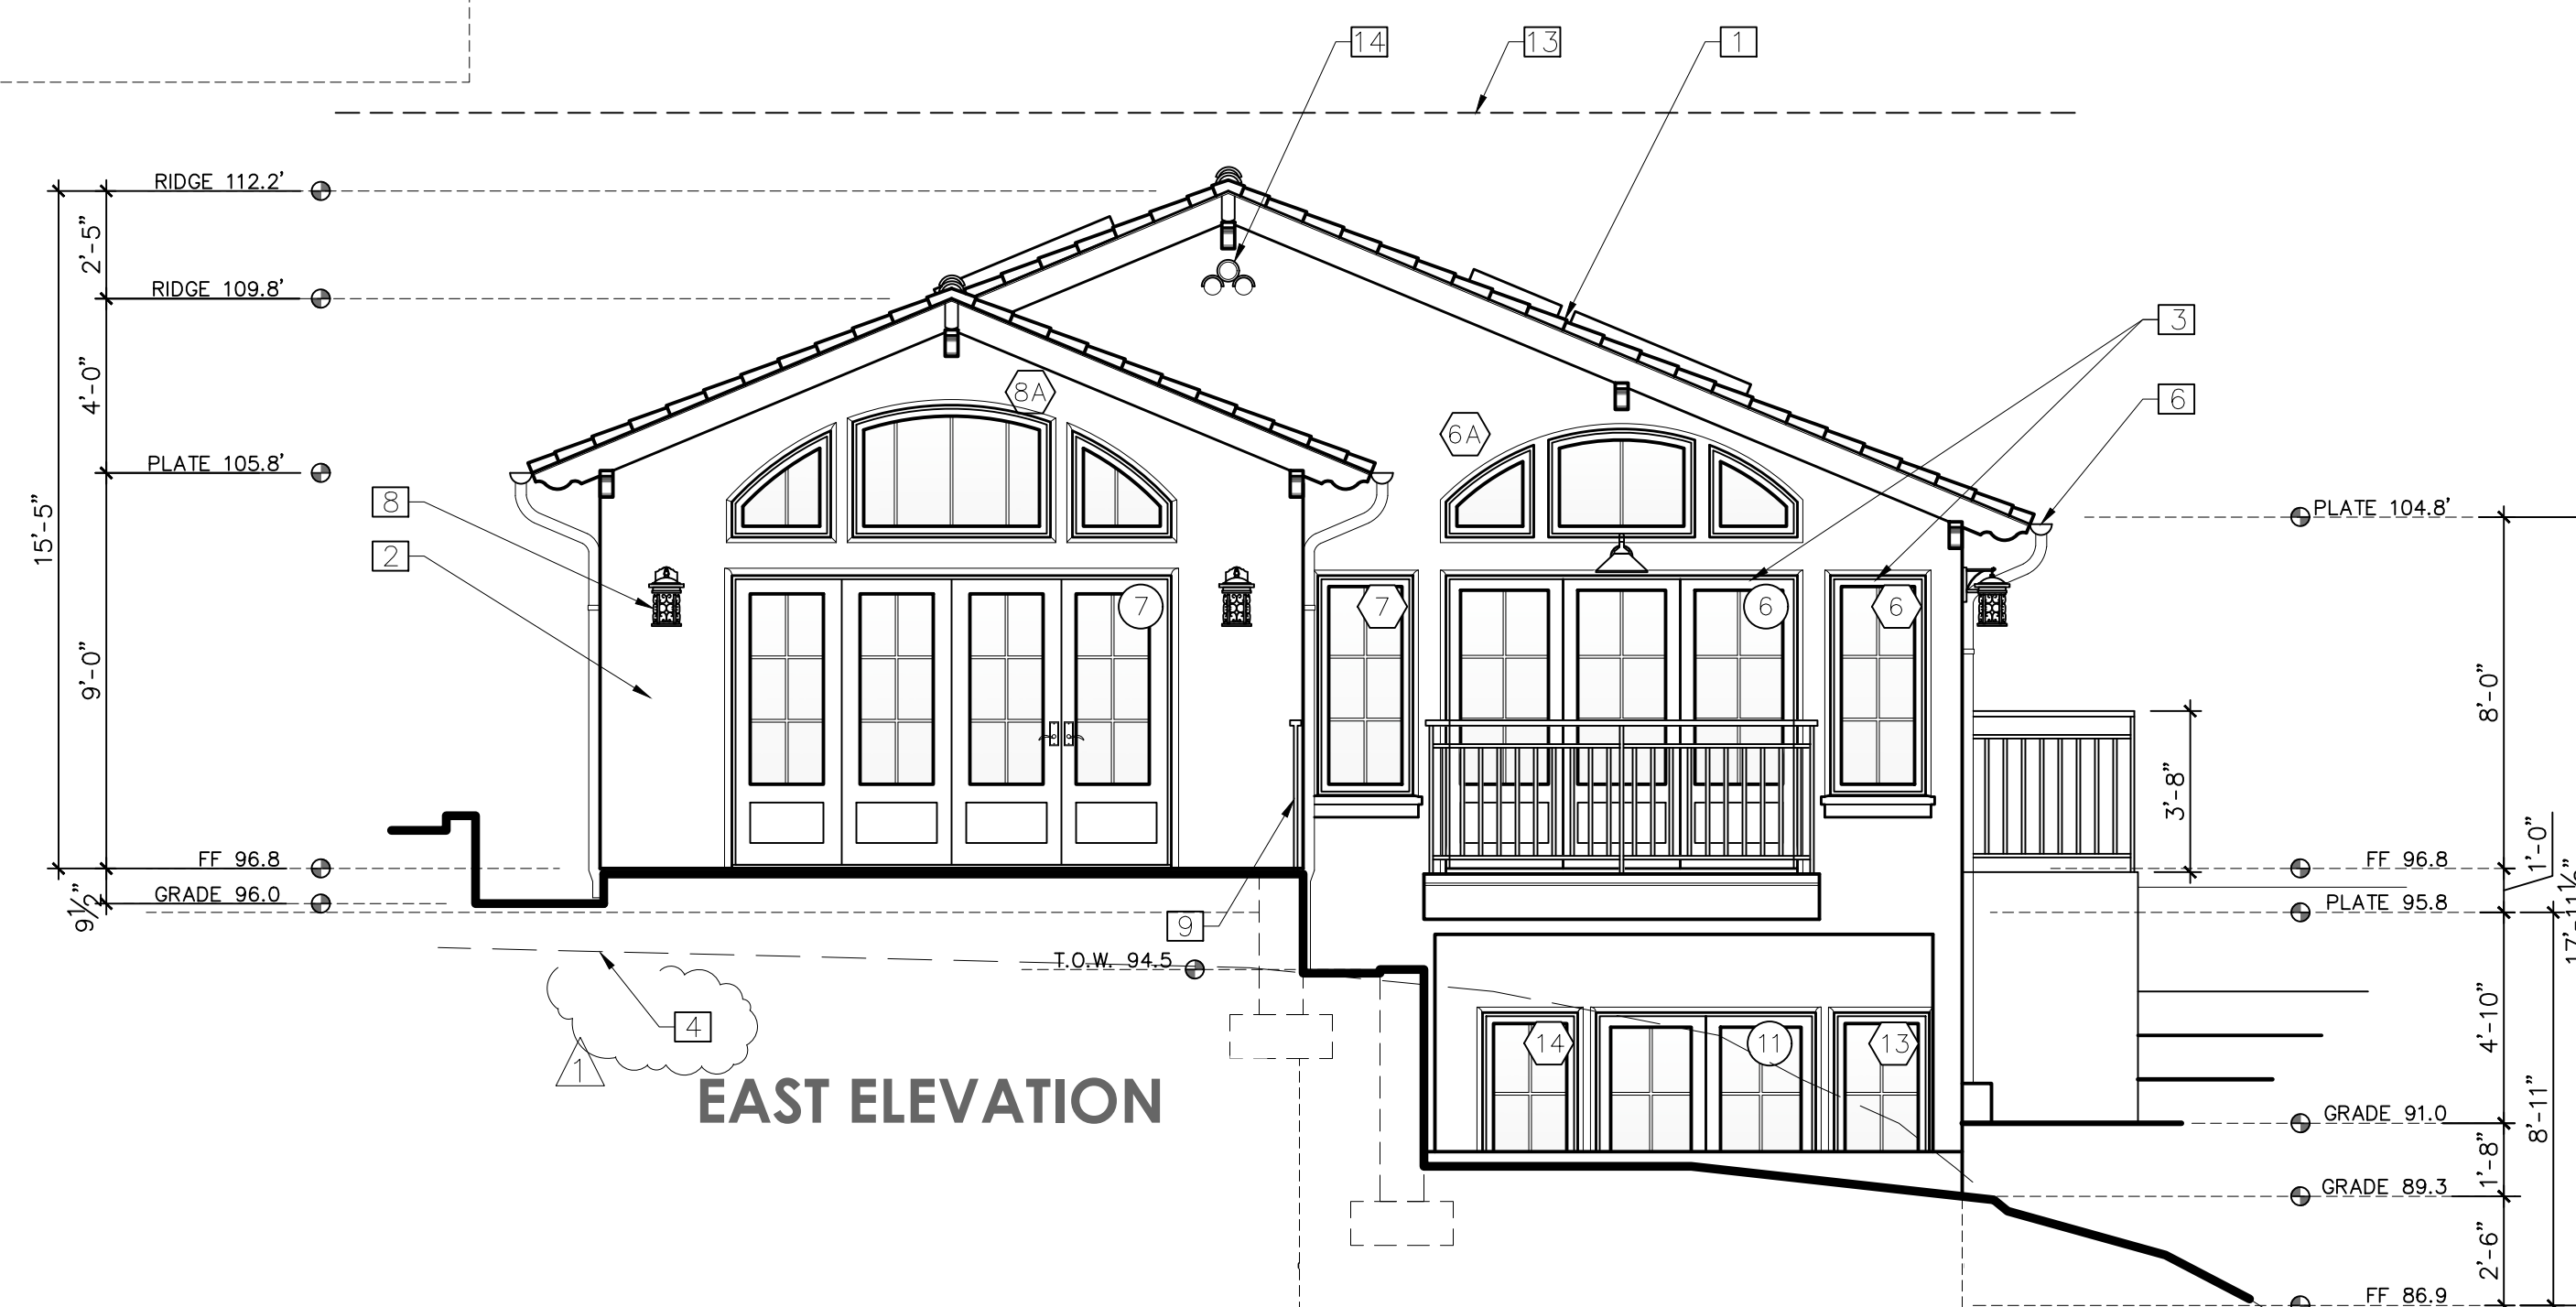 14
13
1
RIDGE 112.2'
2'-5"
RIDGE 109.8'
3
8A
4'-0"
6
6A
PLATE 105.8'
15'-5"
8
PLATE 104.8'
2
7
7
6
6
9'-0"
8'-0"
3'-8"
1'-0"
FF 96.8
FF 96.8
9½"
GRADE 96.0
PLATE 95.8
9
17'-11½"
T.O.W. 94.5
4
14
11
13
4'-10"
1
EAST ELEVATION
GRADE 91.0
8'-11"
1'-8"
GRADE 89.3
2'-6"
FF 86.9